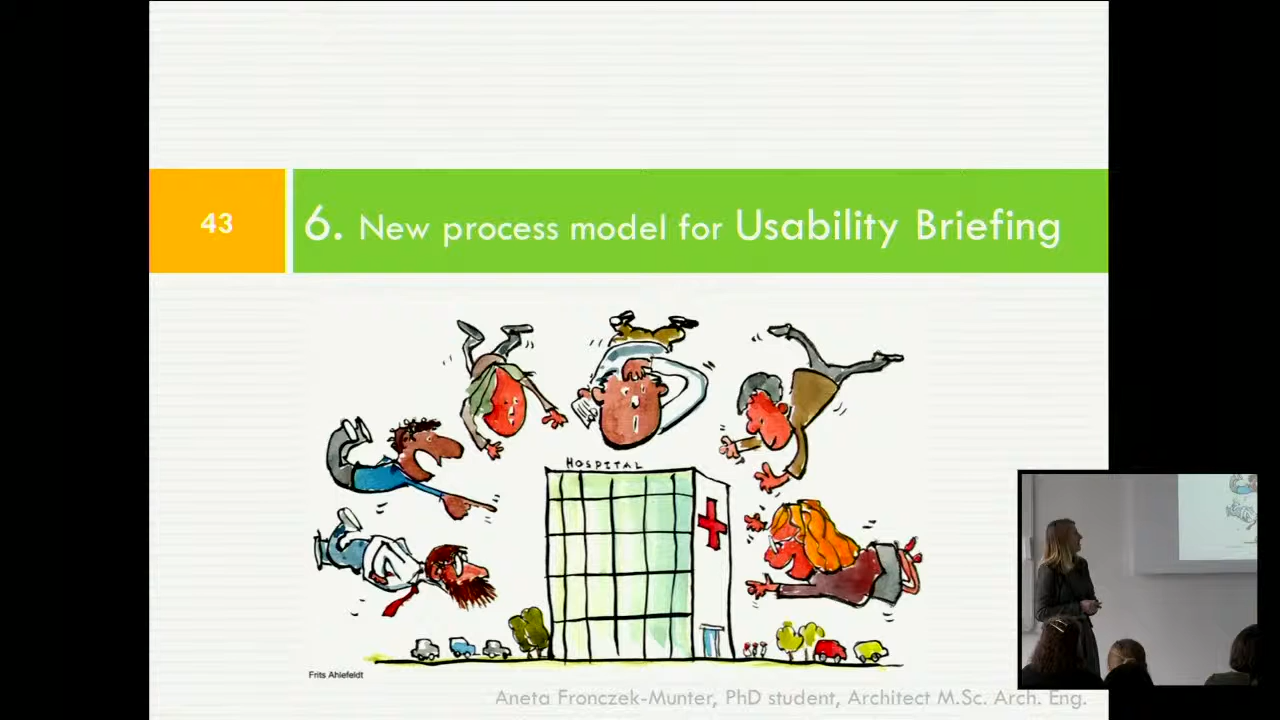 43
6. New process model for Usability Briefing
HOSPITAL
Frits Ahlefeldt
Aneta Fronczek-Munter, PhD student, Architect M.Sc. Arch. Eng.